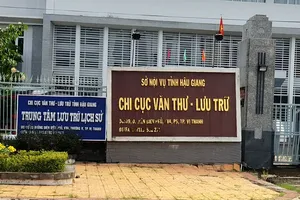 CHI CỤC VĂN THƯ - LƯU TRỮ TỈNH HẬU GIANG
TRUNG TÂM LƯU TRỮ LỊCH SỬ
SỞ NỘI VỤ TỈNH HẬU GIANG
CHI CỤC VĂN THƯ - LƯU TRỮ